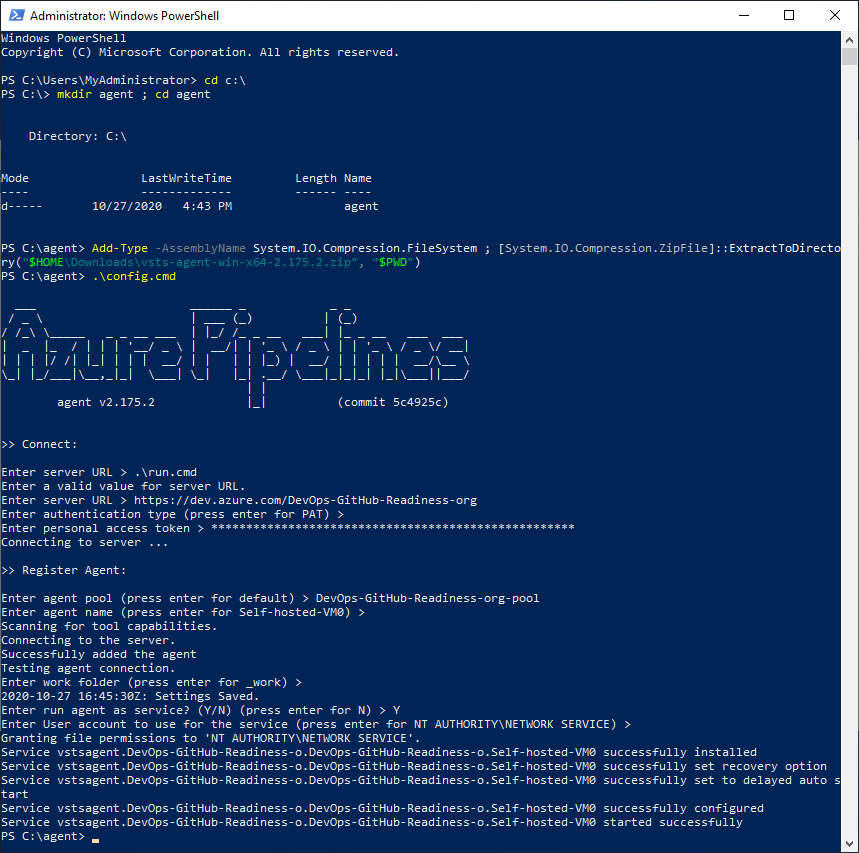 Administrator: Windows PowerShell
Windows PowerShell
Copyright (C) Microsoft Corporation. All rights reserved.
PS C:\Users\MyAdministrator> cd c:\
PS C:\> mkdir agent ; cd agent
Directory: C:\
Mode                LastWriteTime         Length Name
----                -------------         ------ ----
d-----       10/27/2020   4:43 PM                agent
PS C:\agent> Add-Type -AssemblyName System.IO.Compression.FileSystem ; [System.IO.Compression.ZipFile]::ExtractToDirecto
ry("$HOME\Downloads\vsts-agent-win-x64-2.175.2.zip", "$PWD")
PS C:\agent> .\config.cmd
Azure Pipelines
agent v2.175.2          (commit 5c4925c)
>> Connect:
Enter server URL > .\run.cmd
Enter a valid value for server URL.
Enter server URL > https://dev.azure.com/DevOps-GitHub-Readiness-org
Enter authentication type (press enter for PAT) >
Enter personal access token > ****************************************************
Connecting to server ...
>> Register Agent:
Enter agent pool (press enter for default) > DevOps-GitHub-Readiness-org-pool
Enter agent name (press enter for Self-hosted-VM0) >
Scanning for tool capabilities.
Connecting to the server.
Successfully added the agent
Testing agent connection.
Enter work folder (press enter for _work) >
2020-10-27 16:45:30Z: Settings Saved.
Enter run agent as service? (Y/N) (press enter for N) > Y
Enter User account to use for the service (press enter for NT AUTHORITY\NETWORK SERVICE) >
Granting file permissions to 'NT AUTHORITY\NETWORK SERVICE'.
Service vstsagent.DevOps-GitHub-Readiness-o.DevOps-GitHub-Readiness-o.Self-hosted-VM0 successfully installed
Service vstsagent.DevOps-GitHub-Readiness-o.DevOps-GitHub-Readiness-o.Self-hosted-VM0 successfully set recovery option
Service vstsagent.DevOps-GitHub-Readiness-o.DevOps-GitHub-Readiness-o.Self-hosted-VM0 successfully set to delayed auto s
tart
Service vstsagent.DevOps-GitHub-Readiness-o.DevOps-GitHub-Readiness-o.Self-hosted-VM0 successfully configured
Service vstsagent.DevOps-GitHub-Readiness-o.DevOps-GitHub-Readiness-o.Self-hosted-VM0 started successfully
PS C:\agent>